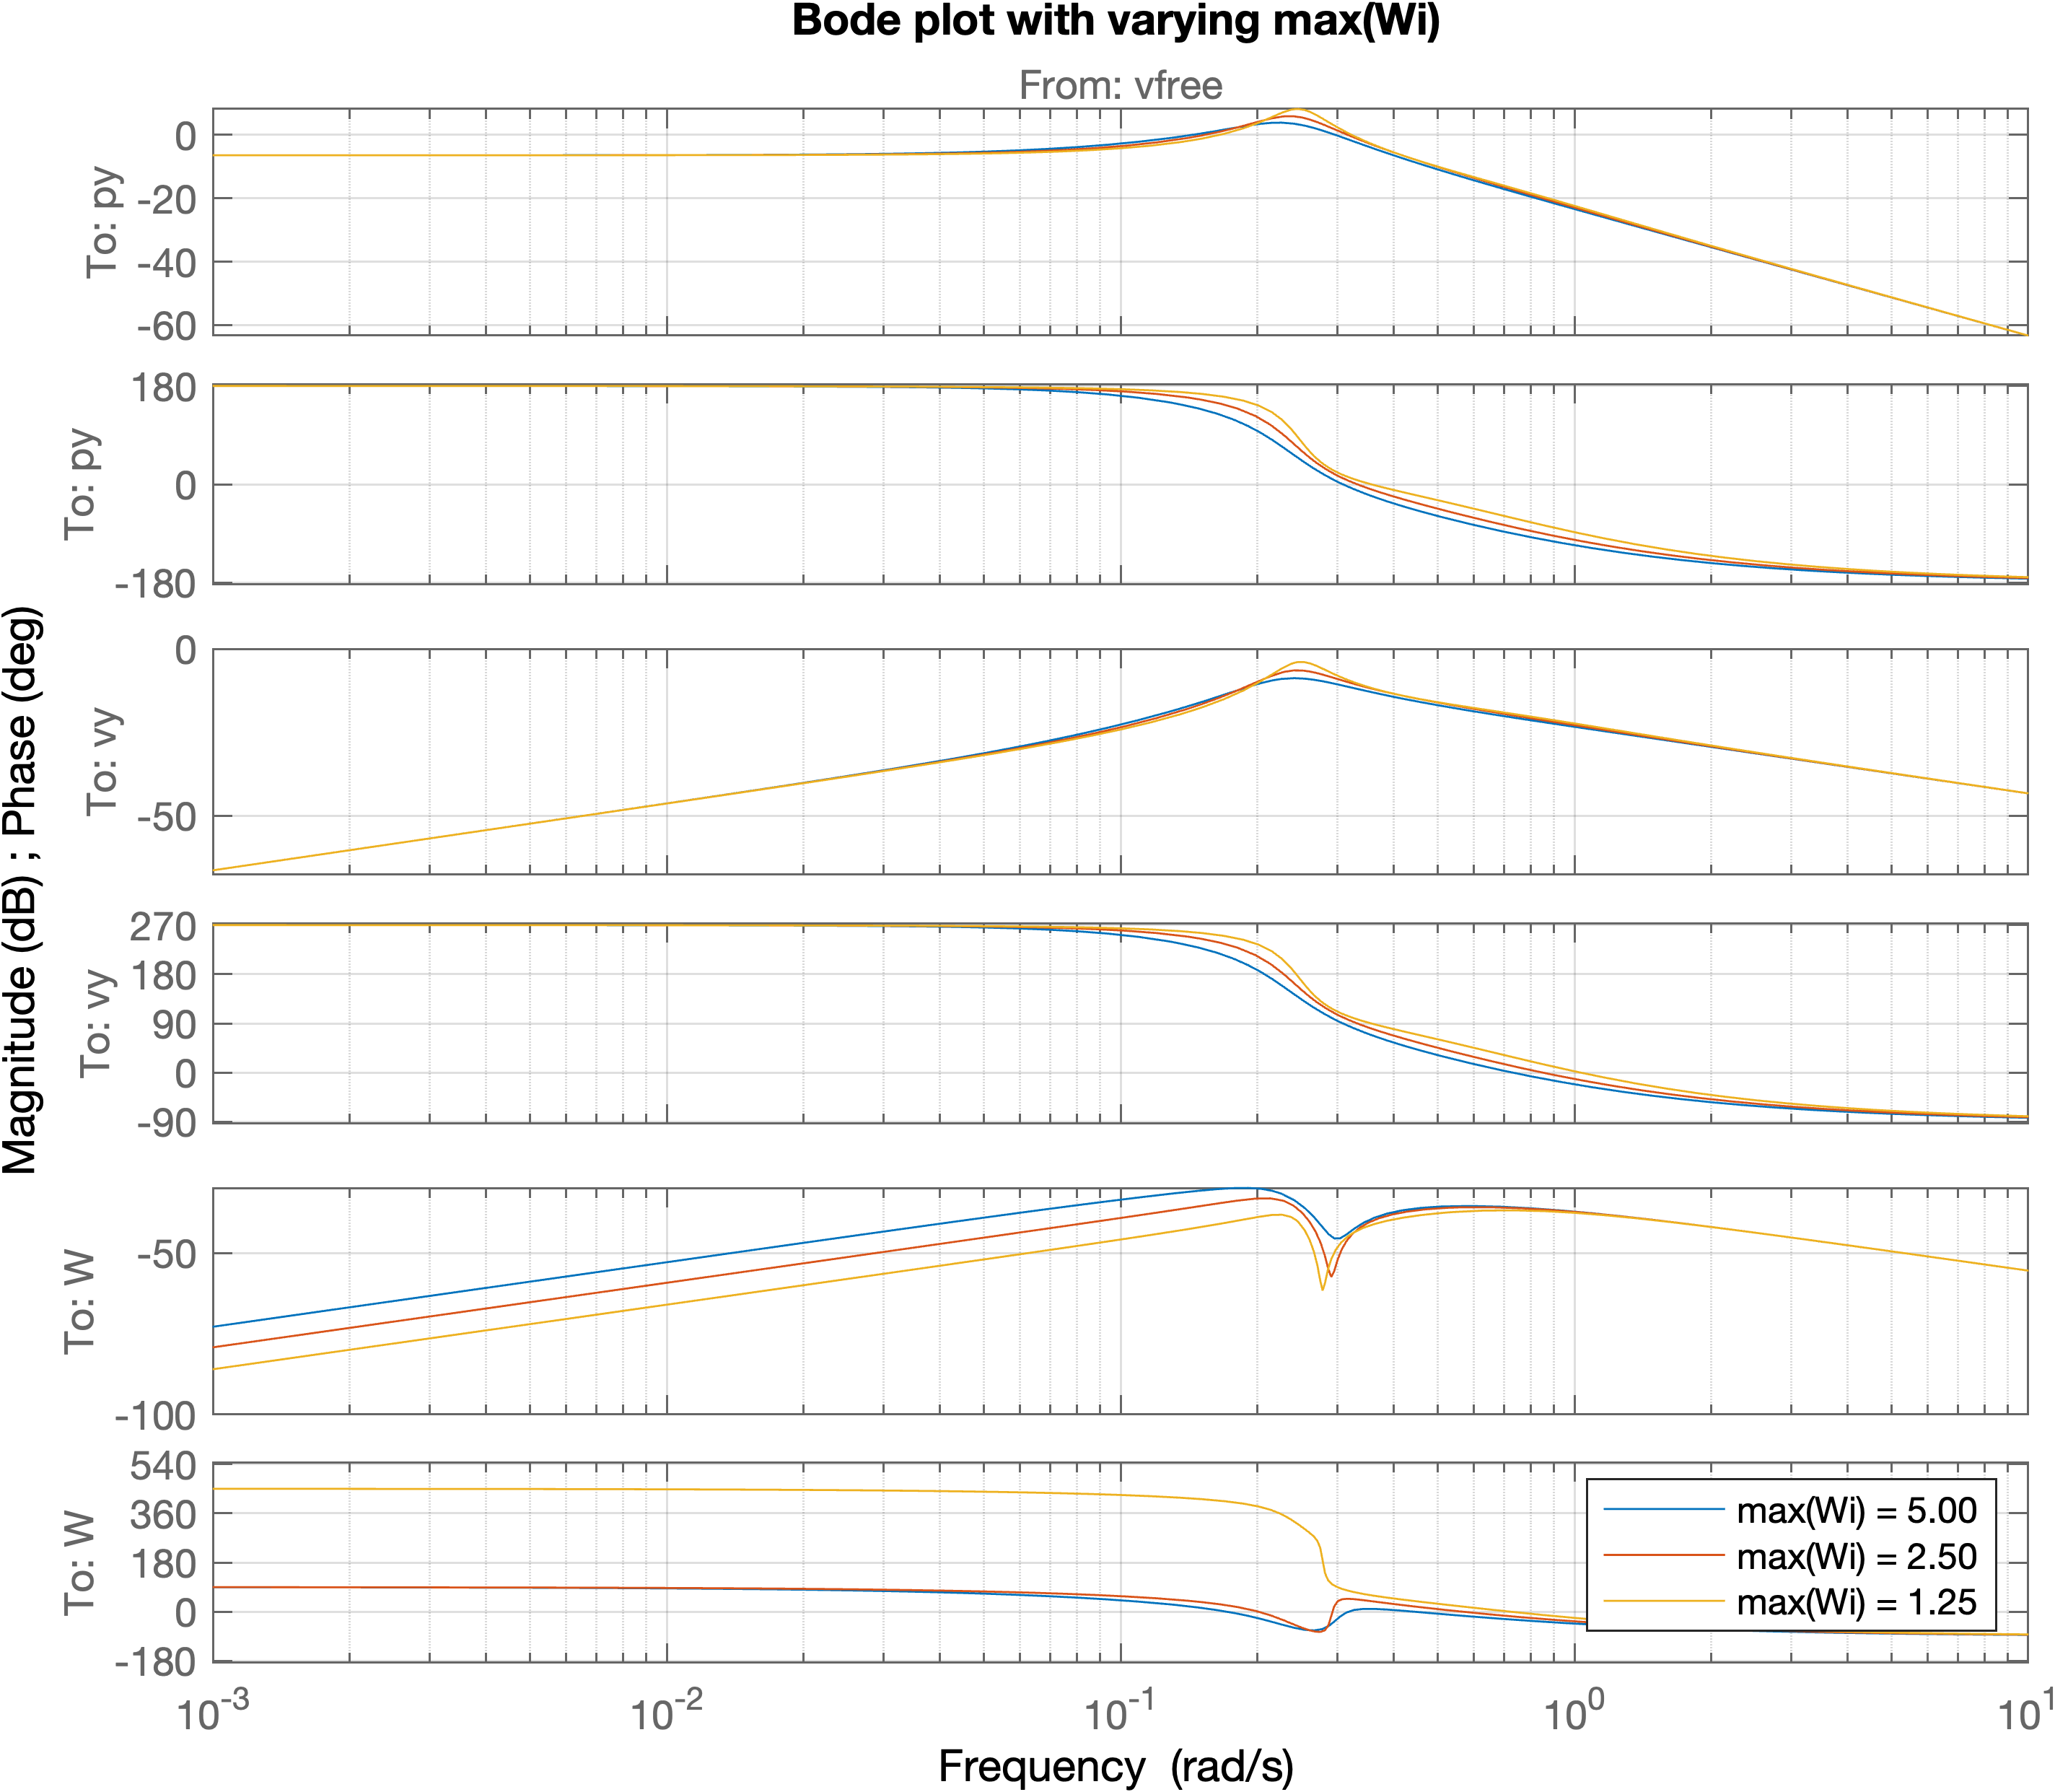 Bode plot with varying max(Wi)
From: vfree
Magnitude (dB) ; Phase (deg)
To: py
0
-20
-40
-60
To: py
180
0
-180
To: vy
0
-50
To: vy
270
180
90
0
-90
To: W
-50
-100
To: W
540
360
180
0
-180
max(Wi) = 5.00
max(Wi) = 2.50
max(Wi) = 1.25
10^-3 10^-2 10^-1 10^0 10^1
Frequency (rad/s)